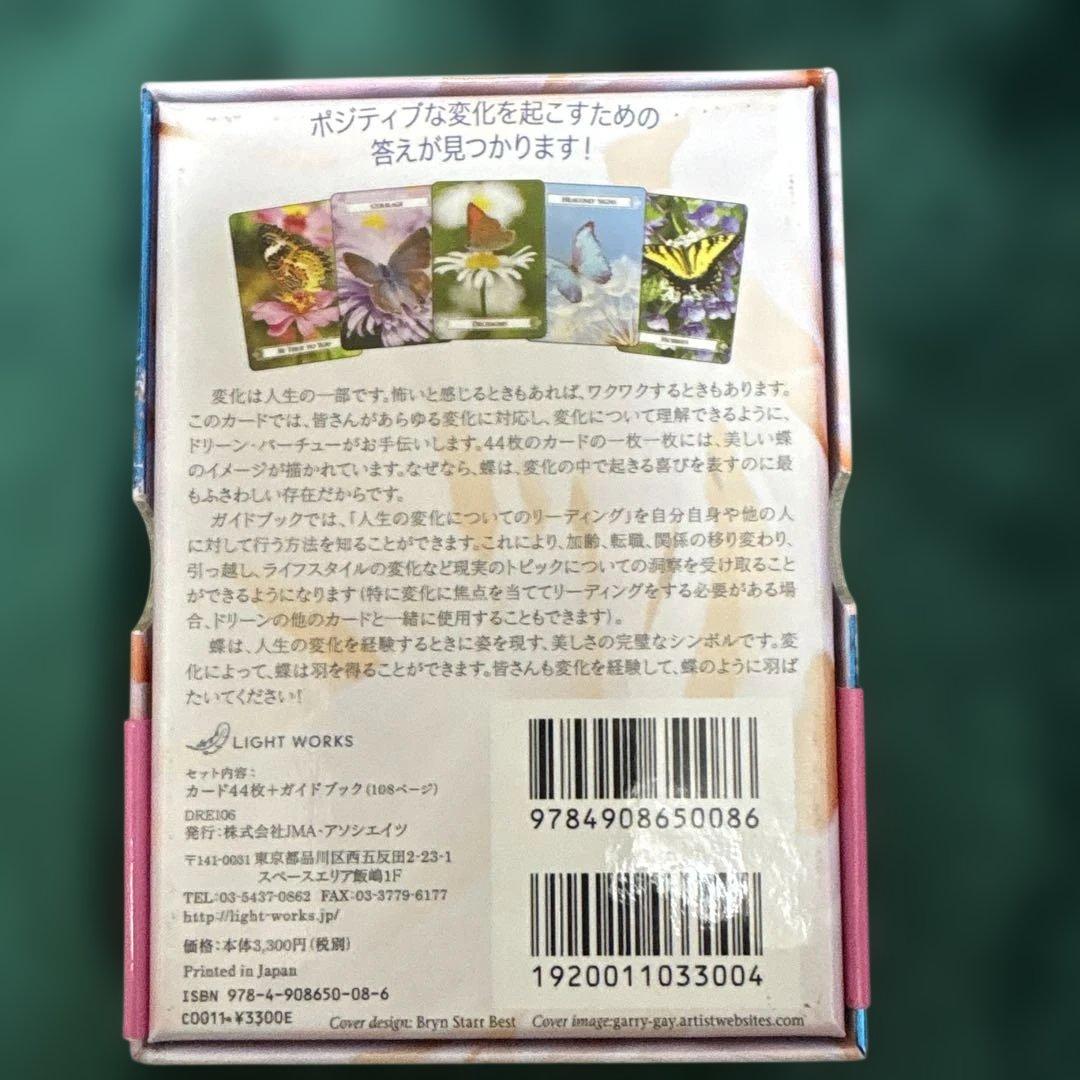 ポジティブな変化を起こすための
答えが見つかります!
COURAGE
HEAVENLY SIGNS
BE TRUE TO YOU
DECISIONS
変化は人生の一部です。怖いと感じるときもあれば、ワクワクするときもあります。
このカードでは、皆さんがあらゆる変化に対応し、変化について理解できるように、
ドリーン・バーチューがお手伝いします。44枚のカードの一枚一枚には、美しい蝶
のイメージが描かれています。なぜなら、蝶は、変化の中で起きる喜びを表すのに最
もふさわしい存在だからです。
ガイドブックでは、「人生の変化についてのリーディング」を自分自身や他の人
に対して行う方法を知ることができます。これにより、加齢、転職、関係の移り変わり、
引っ越し、ライフスタイルの変化など現実のトピックについての洞察を受け取ること
ができるようになります(特に変化に焦点を当ててリーディングをする必要がある場
合、ドリーンの他のカードと一緒に使用することもできます)。
蝶は、人生の変化を経験するときに姿を現す、美しさの完璧なシンボルです。変
化によって、蝶は羽を得ることができます。皆さんも変化を経験して、蝶のように羽ば
たいてください!
LIGHT WORKS
セット内容:
カード44枚+ガイドブック(108ページ)
DRE106
発行:株式会社JMA・アソシエイツ
〒141-0031 東京都品川区西五反田2-23-1
スペースエリア飯嶋1F
TEL:03-5437-0862 FAX:03-3779-6177
http://light-works.jp/
価格:本体3,300円(税別)
Printed in Japan
ISBN 978-4-908650-08-6
C0011 ¥3300E
9784908650086
1920011033004
Cover design: Bryn Starr Best Cover image:garry-gay.artistwebsites.com